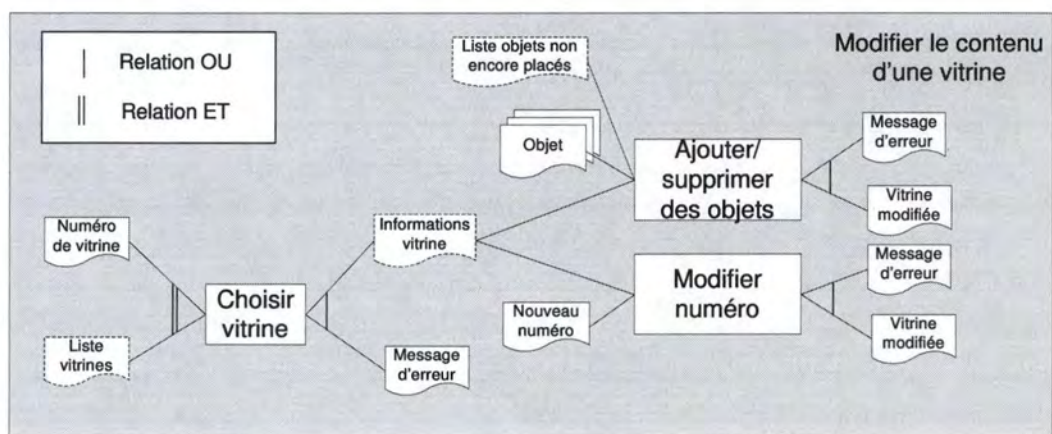 Relation OU
Relation ET
Liste objets non
encore placés
Modifier le contenu
d'une vitrine
Objet
Ajouter/
supprimer
des objets
Message
d'erreur
Vitrine
modifiée
Numéro
de vitrine
Liste
vitrines
Choisir
vitrine
Informations
vitrine
Message
d'erreur
Nouveau
numéro
Modifier
numéro
Message
d'erreur
Vitrine
modifiée